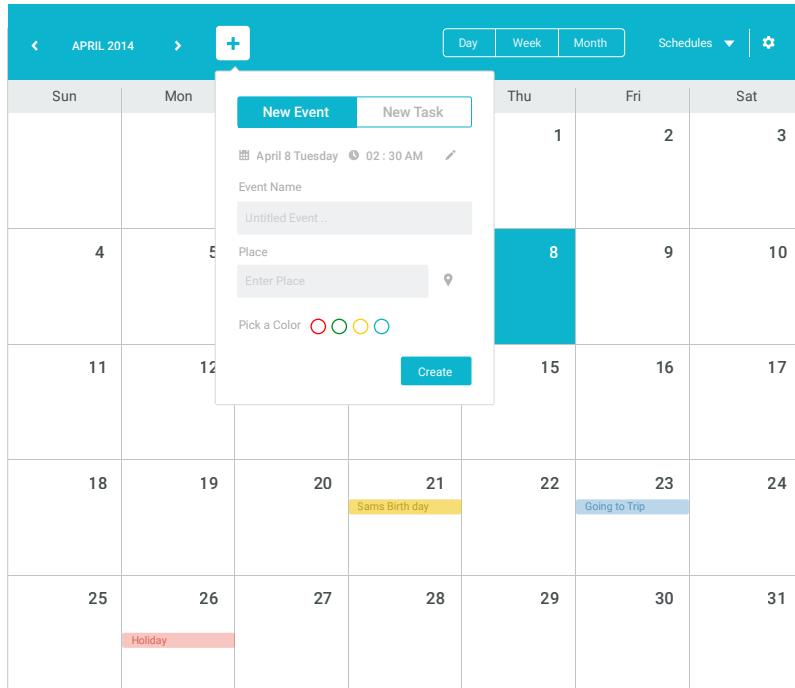 APRIL 2014
+
Day Week Month
Schedules
Sun Mon Thu Fri Sat
New Event New Task
April 8 Tuesday 02 : 30 AM
Event Name
Untitled Event ..
Place
Enter Place
Pick a Color
Create
1 2 3
4 5 8 9 10
11 12 15 16 17
18 19 20 21 22 23 24
Sams Birth day Going to Trip
25 26 27 28 29 30 31
Holiday